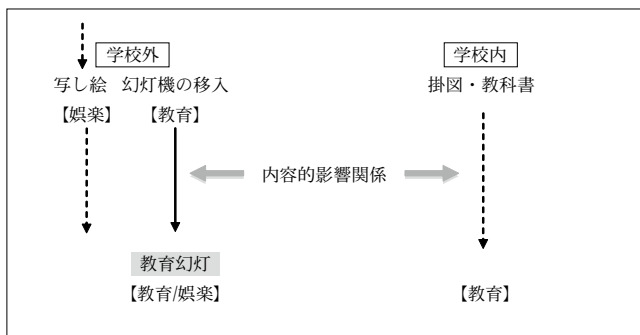 学校外 学校内
写し絵 幻灯機の移入 掛図・教科書
【娯楽】 【教育】
内容的影響関係
教育幻灯
【教育/娯楽】 【教育】